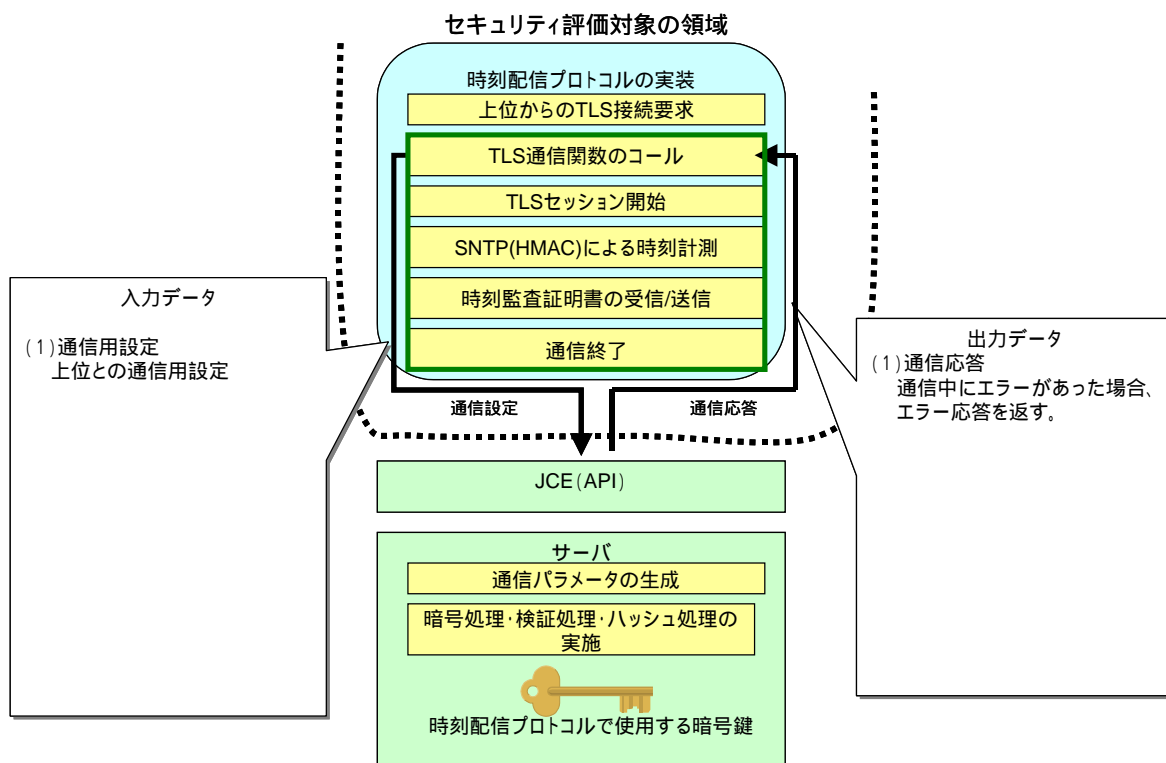 セキュリティ評価対象の領域
時刻配信プロトコルの実装
上位からのTLS接続要求
TLS通信関数のコール
TLSセッション開始
SNTP(HMAC)による時刻計測
時刻監査証明書の受信/送信
通信終了
入力データ
(1)通信用設定
上位との通信用設定
出力データ
(1)通信応答
通信中にエラーがあった場合、
エラー応答を返す。
通信設定
通信応答
JCE(API)
サーバ
通信パラメータの生成
暗号処理・検証処理・ハッシュ処理の
実施
時刻配信プロトコルで使用する暗号鍵